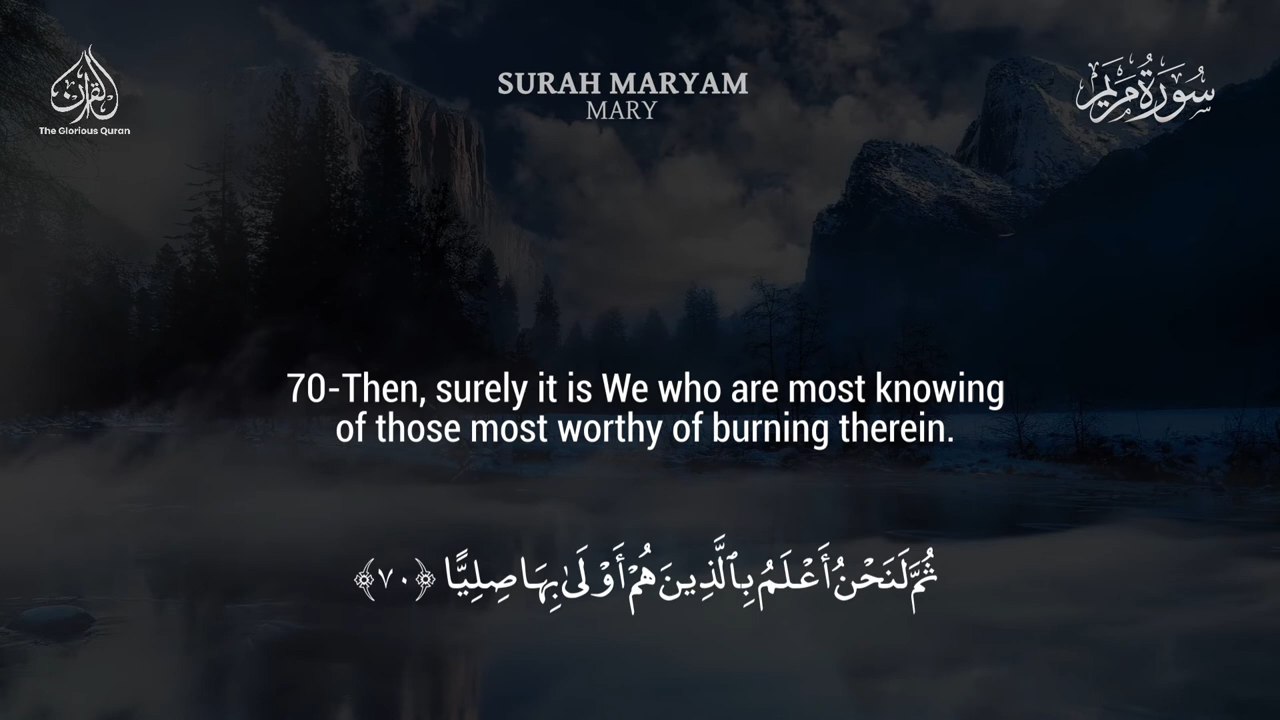 القرآن
The Glorious Quran
SURAH MARYAM
MARY
سُورَةُ مَرْيَم
70-Then, surely it is We who are most knowing
of those most worthy of burning therein.
ثُمَّ لَنَحْنُ أَعْلَمُ بِٱلَّذِينَ هُمْ أَوْلَىٰ بِهَا صِلِيًّا ﴿٧٠﴾